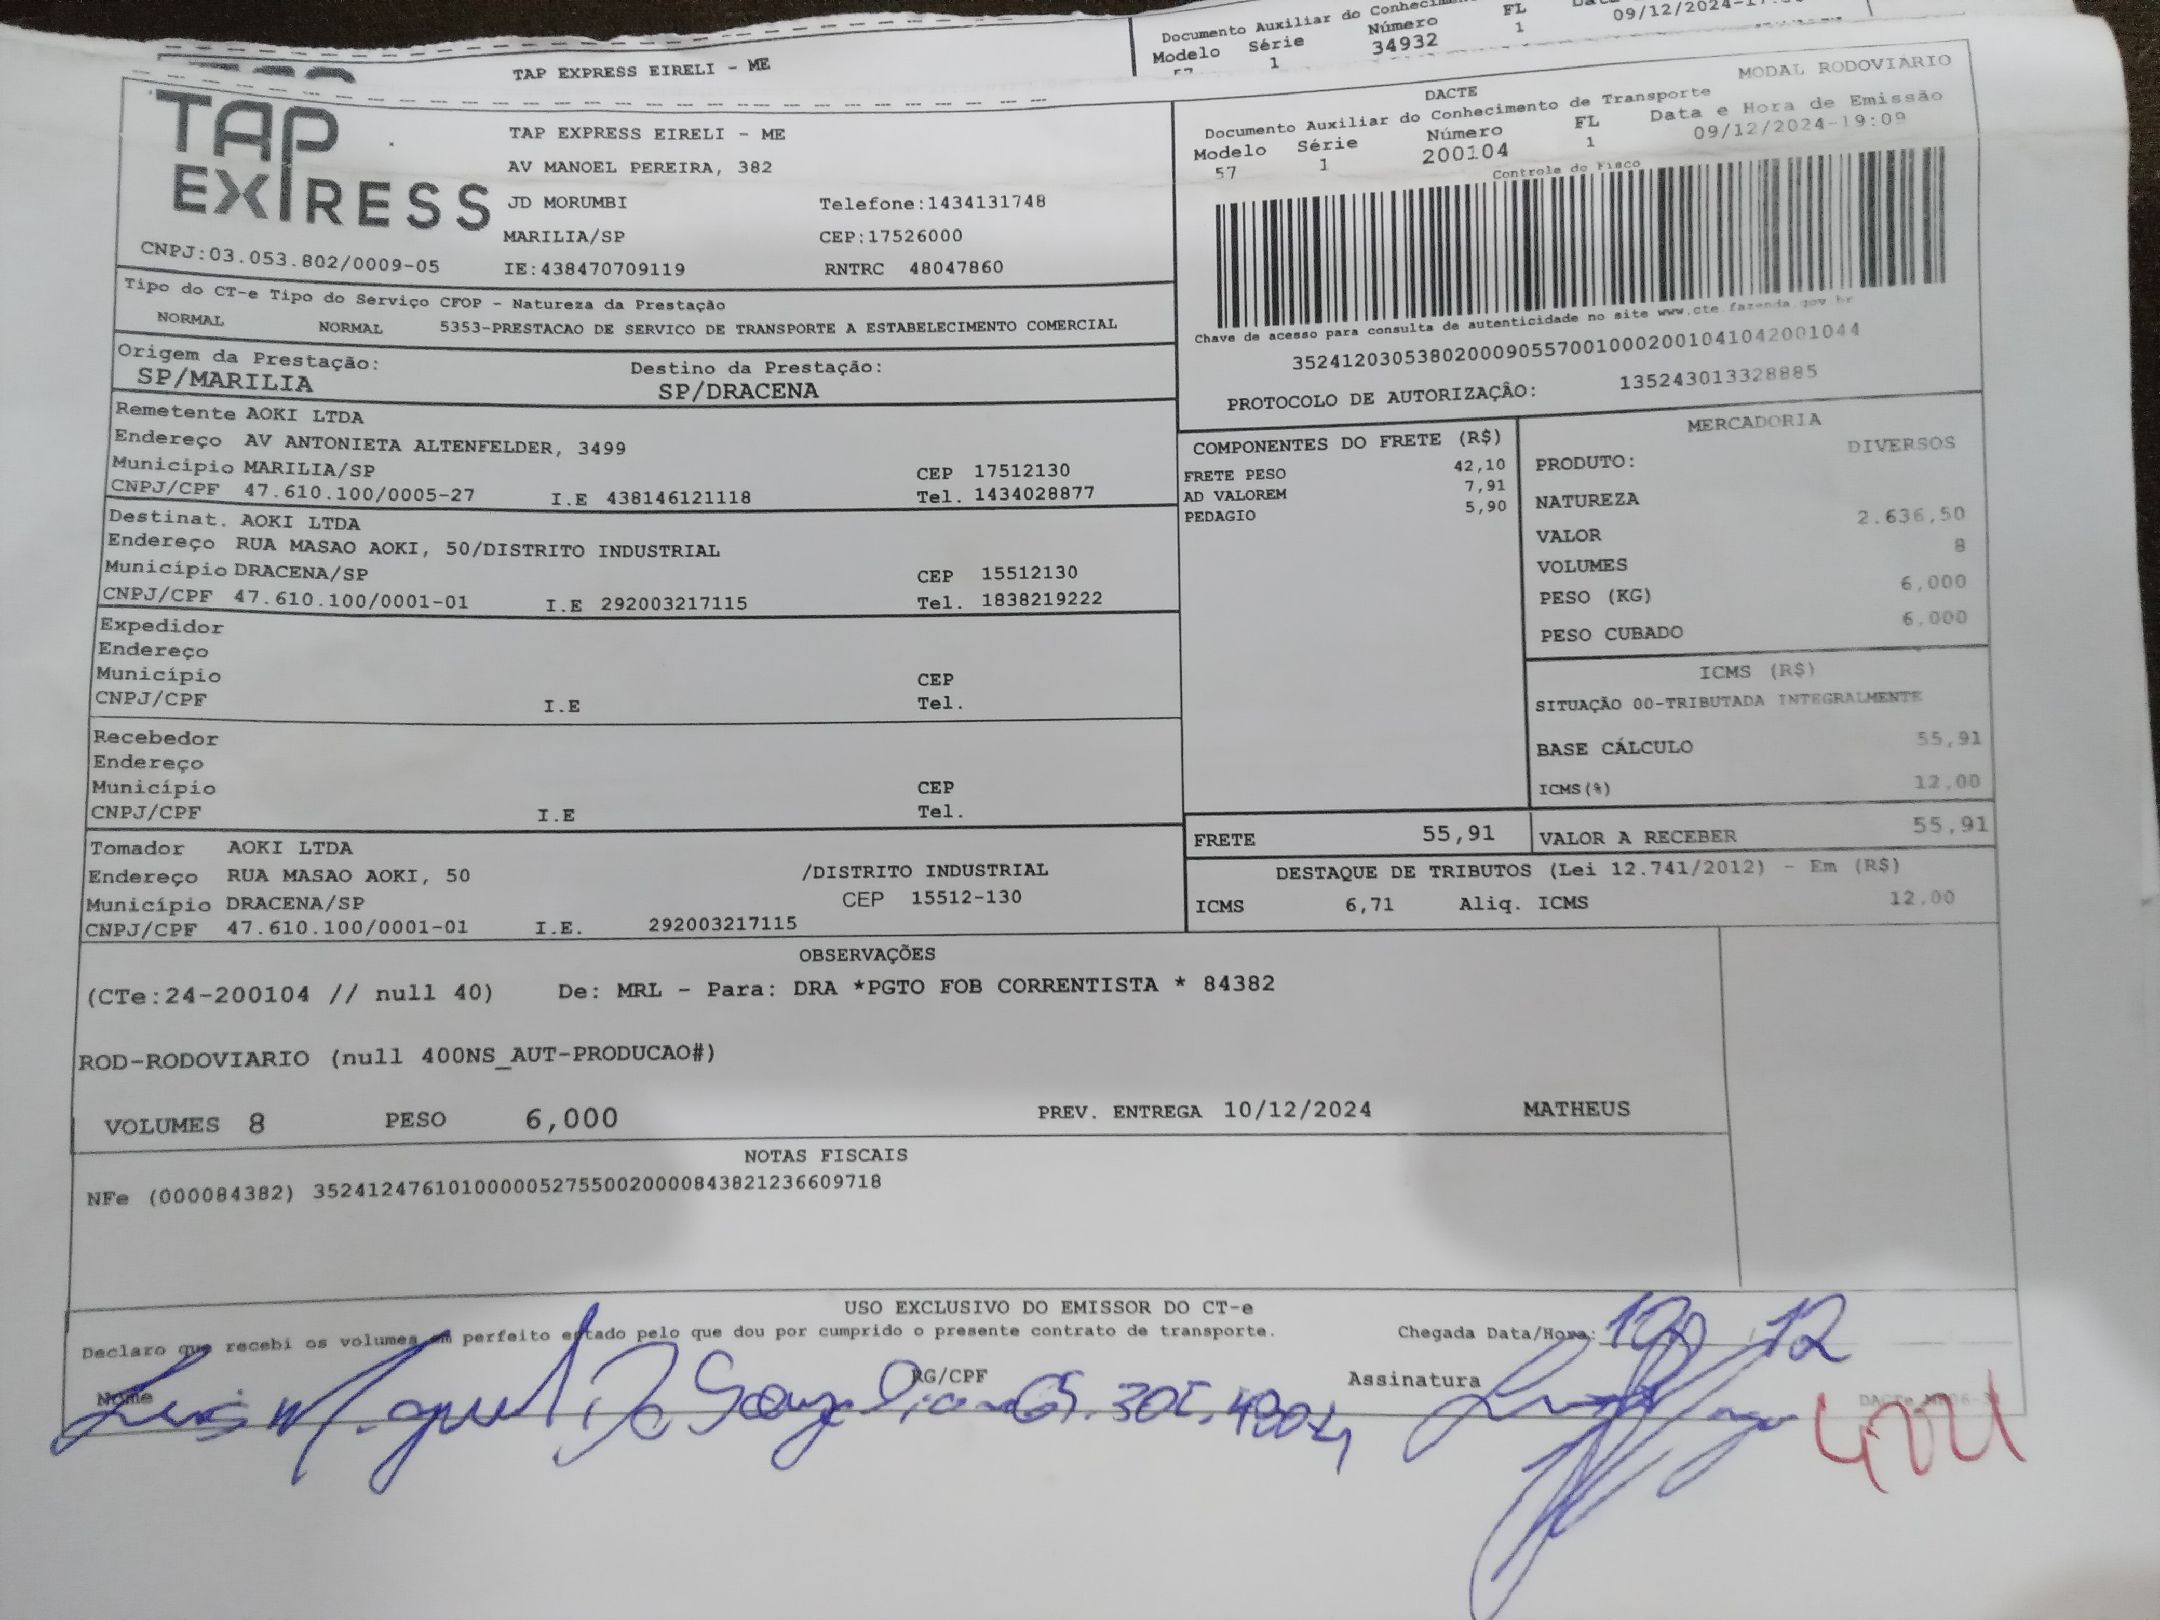 Documento Auxiliar do
Modelo Série Número FL
34932 1 09/12/2024
1
TAP EXPRESS EIRELI - ME
TAP EXPRESS
CNPJ:03.053.802/0009-05
TAP EXPRESS EIRELI - ME
AV MANOEL PEREIRA, 382
JD MORUMBI Telefone:1434131748
MARILIA/SP CEP:17526000
IE:438470709119 RNTRC 48047860
DACTE MODAL RODOVIÁRIO
Documento Auxiliar do Conhecimento de Transporte
Modelo Série Número FL Data e Hora de Emissão
57 1 200104 1 09/12/2024-19:09
Controle do Fisco
Chave de acesso para consulta de autenticidade no site www.cte.fazenda.gov.br
35241203053802000905570010002001041042001044
PROTOCOLO DE AUTORIZAÇÂO: 135243013328885
Tipo do CT-e Tipo do Serviço CFOP - Natureza da Prestação
NORMAL NORMAL 5353-PRESTACAO DE SERVICO DE TRANSPORTE A ESTABELECIMENTO COMERCIAL
Origem da Prestação: Destino da Prestação:
SP/MARILIA SP/DRACENA
Remetente AOKI LTDA
Endereço AV ANTONIETA ALTENFELDER, 3499
Município MARILIA/SP CEP 17512130
CNPJ/CPF 47.610.100/0005-27 I.E 438146121118 Tel. 1434028877
Destinat. AOKI LTDA
Endereço RUA MASAO AOKI, 50/DISTRITO INDUSTRIAL
Município DRACENA/SP CEP 15512130
CNPJ/CPF 47.610.100/0001-01 I.E 292003217115 Tel. 1838219222
Expedidor
Endereço
Município CEP
CNPJ/CPF I.E Tel.
Recebedor
Endereço
Município CEP
CNPJ/CPF I.E Tel.
Tomador AOKI LTDA
Endereço RUA MASAO AOKI, 50 /DISTRITO INDUSTRIAL
Município DRACENA/SP CEP 15512-130
CNPJ/CPF 47.610.100/0001-01 I.E. 292003217115
COMPONENTES DO FRETE (R$)
FRETE PESO 42,10
AD VALOREM 7,91
PEDAGIO 5,90
MERCADORIA
PRODUTO: DIVERSOS
NATUREZA
VALOR 2.636,50
VOLUMES 8
PESO (KG) 6,000
PESO CUBADO 6,000
ICMS (R$)
SITUAÇÃO 00-TRIBUTADA INTEGRALMENTE
BASE CÁLCULO 55,91
ICMS(%) 12,00
FRETE 55,91 VALOR A RECEBER 55,91
DESTAQUE DE TRIBUTOS (Lei 12.741/2012) - Em (R$)
ICMS 6,71 Aliq. ICMS 12,00
OBSERVAÇÕES
(CTe:24-200104 // null 40) De: MRL - Para: DRA *PGTO FOB CORRENTISTA * 84382
ROD-RODOVIARIO (null 400NS_AUT-PRODUCAO#)
VOLUMES 8 PESO 6,000 PREV. ENTREGA 10/12/2024 MATHEUS
NOTAS FISCAIS
NFe (000084382) 35241247610100000527550020000843821236609718
USO EXCLUSIVO DO EMISSOR DO CT-e
Declaro que recebi os volumes em perfeito estado pelo que dou por cumprido o presente contrato de transporte. Chegada Data/Hora: 12
Nome RG/CPF Assinatura
Luis Miguel De Souza